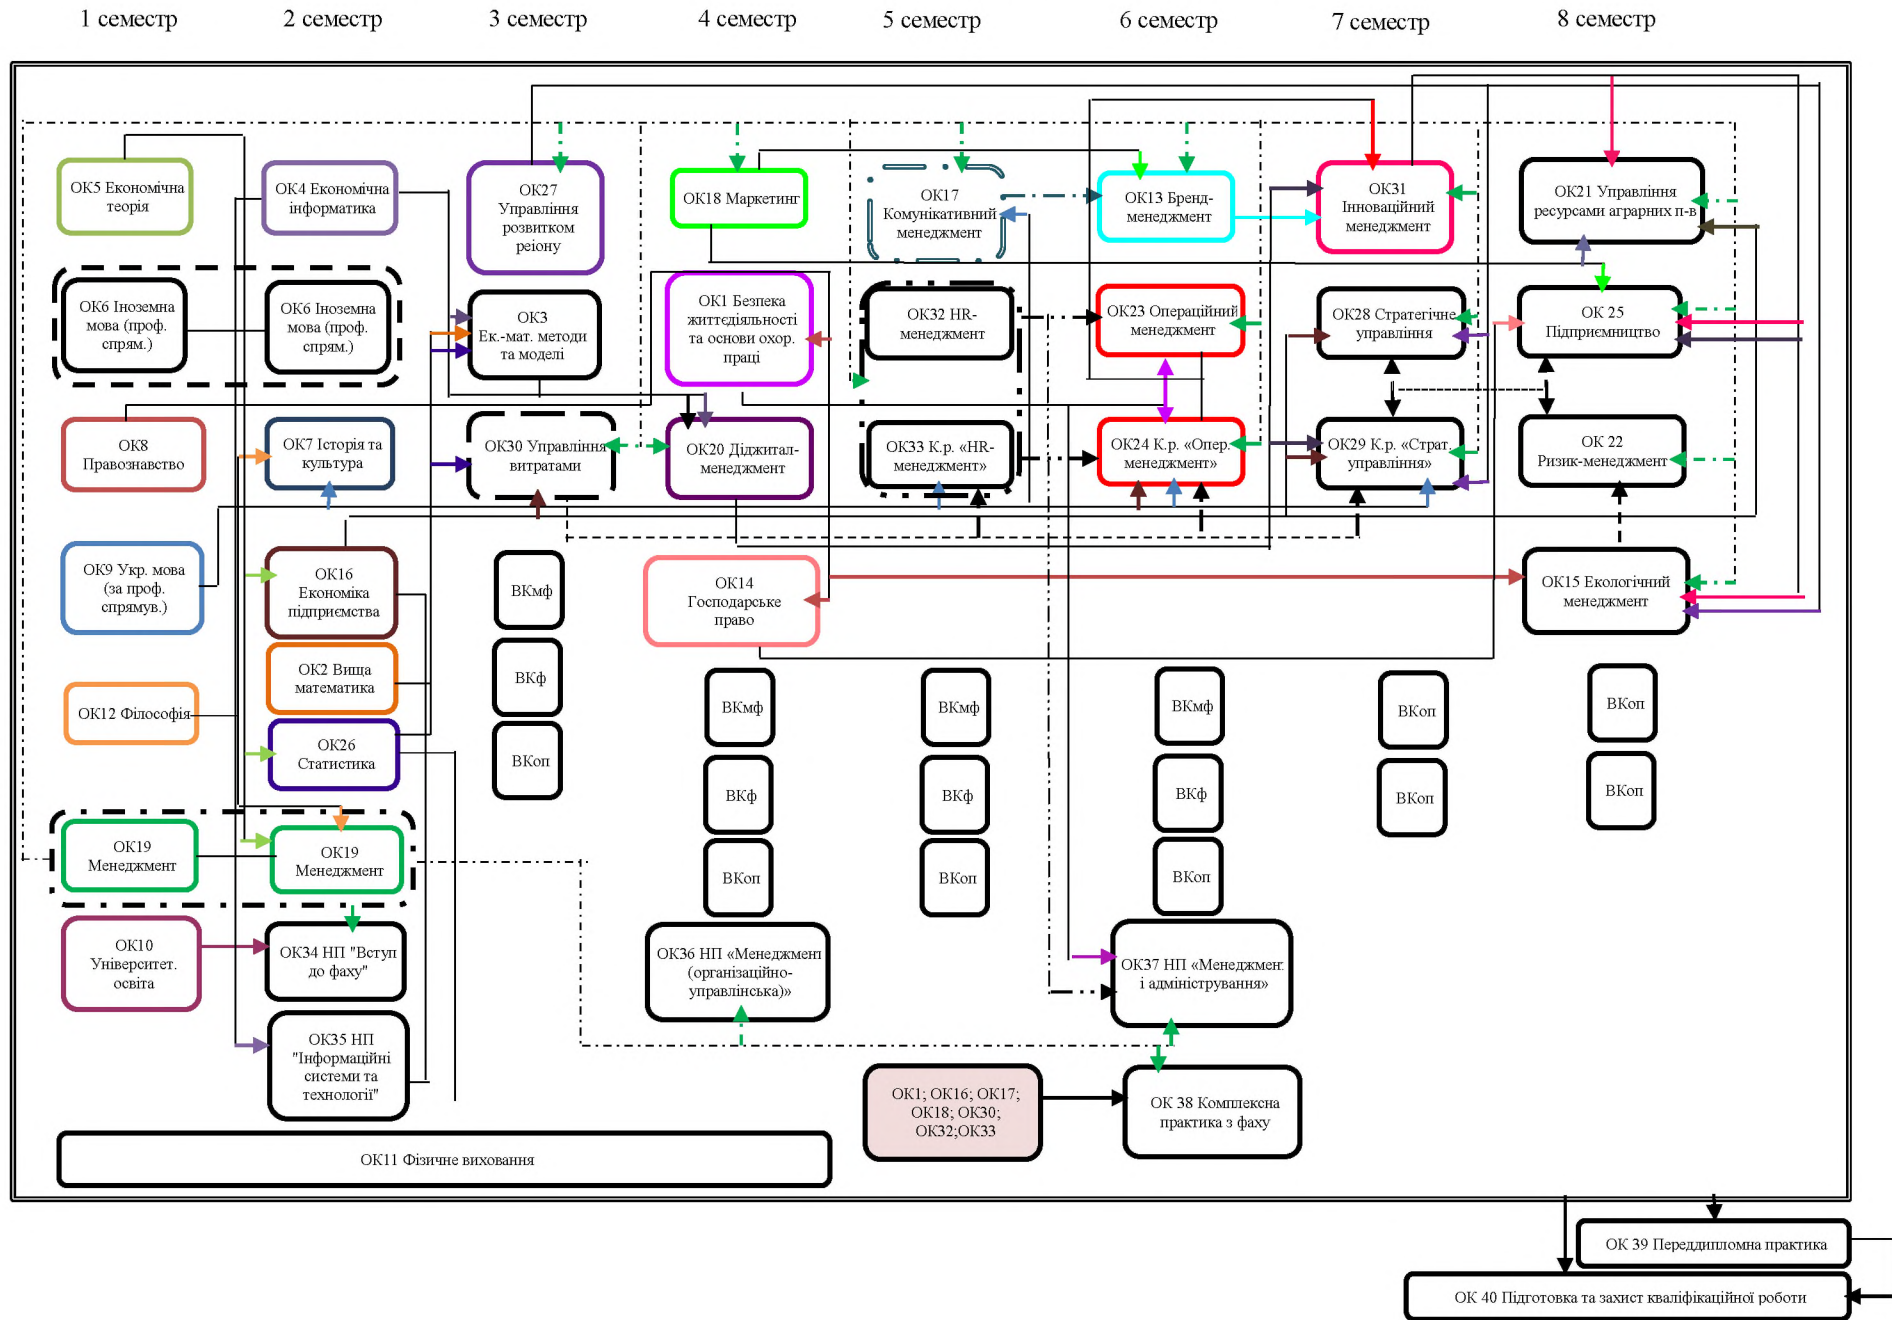 1 семестр
2 семестр
3 семестр
4 семестр
5 семестр
6 семестр
7 семестр
8 семестр
ОК5 Економічна
теорія
ОК4 Економічна
інформатика
ОК27
Управління
розвитком
реіону
ОК18 Маркетинг
ОК17
Комунікативний
менеджмент
ОК13 Бренд-
менеджмент
ОК31
Інноваційний
менеджмент
ОК21 Управління
ресурсами аграрних п-в
ОК6 Іноземна
мова (проф.
спрям.)
ОК6 Іноземна
мова (проф.
спрям.)
ОК3
Ек.-мат. методи
та моделі
ОК1 Безпека
життєдіяльності
та основи охор.
праці
ОК32 HR-
менеджмент
ОК23 Операційний
менеджмент
ОК28 Стратегічне
управління
ОК 25
Підприємництво
ОК8
Правознавство
ОК7 Історія та
культура
ОК30 Управління
витратами
ОК20 Діджитал-
менеджмент
ОК33 К.р. «HR-
менеджмент»
ОК24 К.р. «Опер.
менеджмент»
ОК29 К.р. «Страт.
управління»
ОК 22
Ризик-менеджмент
ОК9 Укр. мова
(за проф.
спрямув.)
ОК16
Економіка
підприємства
ВКмф
ОК14
Господарське
право
ОК15 Екологічний
менеджмент
ОК12 Філософія
ОК2 Вища
математика
ВКф
ВКмф
ВКмф
ВКмф
ВКоп
ВКоп
ОК26
Статистика
ВКоп
ВКф
ВКф
ВКф
ВКоп
ВКоп
ОК19
Менеджмент
ОК19
Менеджмент
ВКоп
ВКоп
ВКоп
ОК10
Університет.
освіта
ОК34 НП "Вступ
до фаху"
ОК36 НП «Менеджмен
(організаційно-
управлінська)»
ОК37 НП «Менеджмен
і адміністрування»
ОК35 НП
"Інформаційні
системи та
технології"
ОК1; ОК16; ОК17;
ОК18; ОК30;
ОК32;ОК33
ОК 38 Комплексна
практика з фаху
ОК11 Фізичне виховання
ОК 39 Переддипломна практика
ОК 40 Підготовка та захист кваліфікаційної роботи